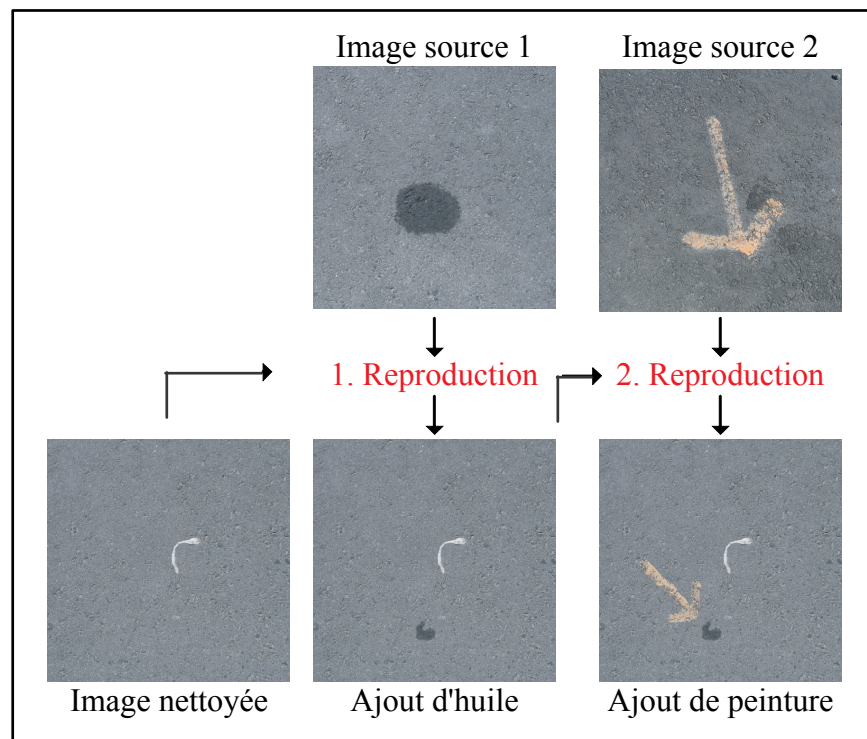 Image source 1
Image source 2
1. Reproduction
2. Reproduction
Image nettoyée
Ajout d'huile
Ajout de peinture